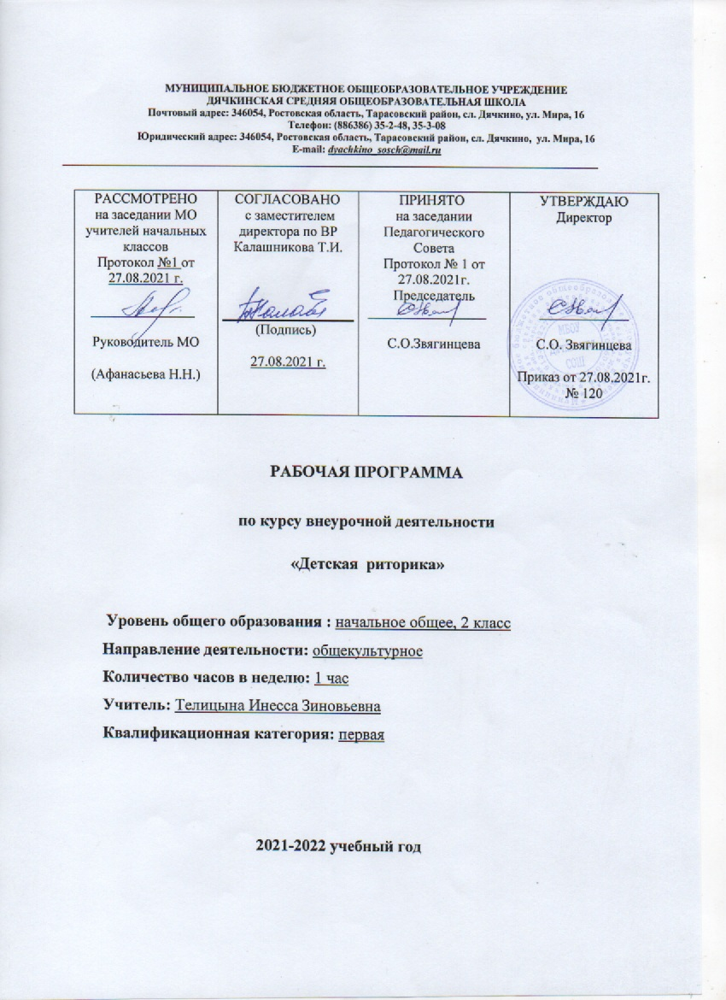 МУНИЦИПАЛЬНОЕ БЮДЖЕТНОЕ ОБЩЕОБРАЗОВАТЕЛЬНОЕ УЧРЕЖДЕНИЕ
ДЯЧКИНСКАЯ СРЕДНЯЯ ОБЩЕОБРАЗОВАТЕЛЬНАЯ ШКОЛА
Почтовый адрес: 346054, Ростовская область, Тарасовский район, сл. Дячкино, ул. Мира, 16
Телефон: (886386) 35-2-48, 35-3-08
Юридический адрес: 346054, Ростовская область, Тарасовский район, сл. Дячкино, ул. Мира, 16
E-mail: dyachkino_sosch@mail.ru
РАССМОТРЕНО
на заседании МО
учителей начальных
классов
Протокол №1 от
27.08.2021 г.
Руководитель МО
(Афанасьева Н.Н.)
СОГЛАСОВАНО
с заместителем
директора по ВР
Калашникова Т.И.
(Подпись)
27.08.2021 г.
ПРИНЯТО
на заседании
Педагогического
Совета
Протокол № 1 от
27.08.2021г.
Председатель
С.О.Звягинцева
УТВЕРЖДАЮ
Директор
МБОУ
СОШ
С.О. Звягинцева
Приказ от 27.08.2021г.
№ 120
РАБОЧАЯ ПРОГРАММА
по курсу внеурочной деятельности
«Детская риторика»
Уровень общего образования : начальное общее, 2 класс
Направление деятельности: общекультурное
Количество часов в неделю: 1 час
Учитель: Телицына Инесса Зиновьевна
Квалификационная категория: первая
2021-2022 учебный год